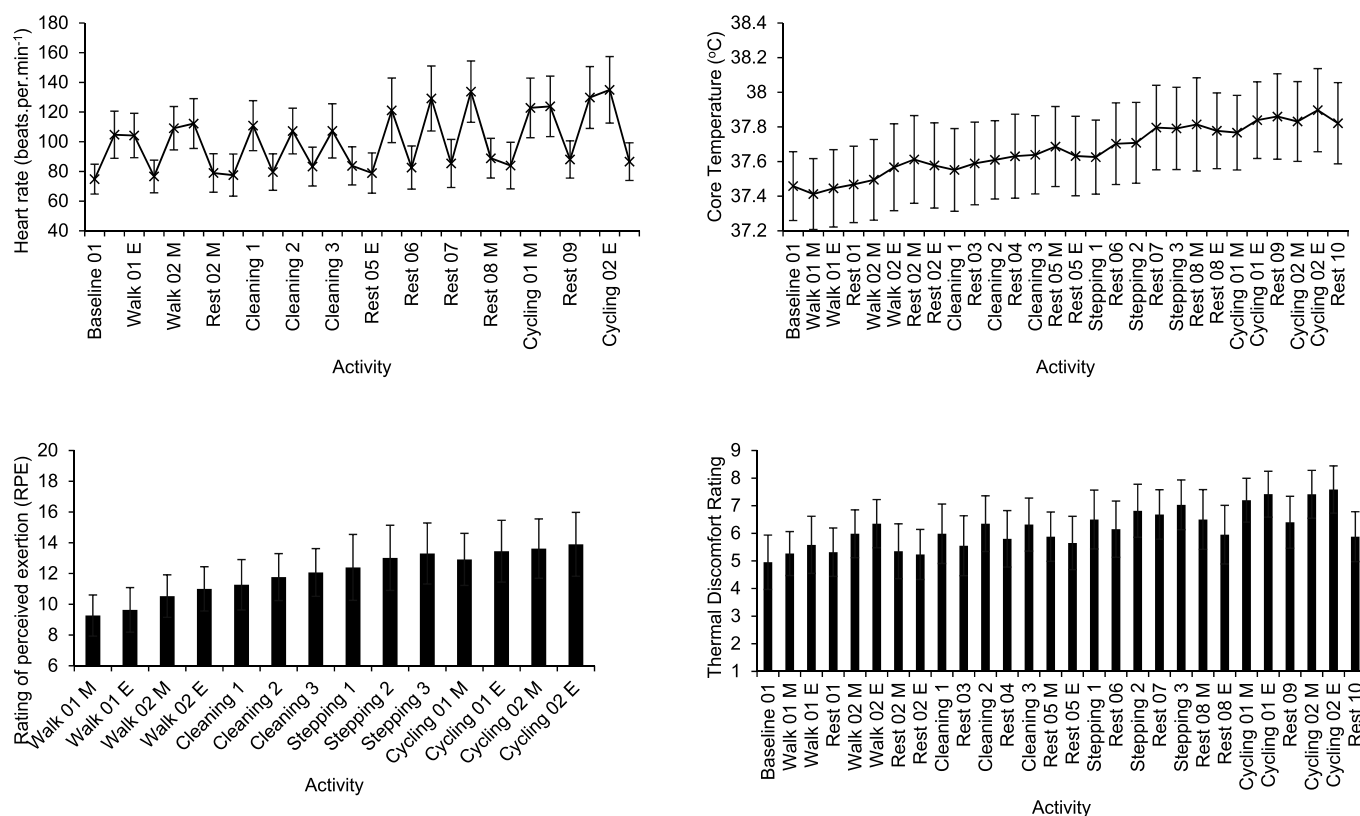 Heart rate (beats.per.min⁻¹)
180
160
140
120
100
80
60
40
Baseline 01
Walk 01 E
Walk 02 M
Rest 02 M
Cleaning 1
Cleaning 2
Cleaning 3
Rest 05 E
Rest 06
Rest 07
Rest 08 M
Cycling 01 M
Rest 09
Cycling 02 E
Activity
Core Temperature (°C)
38.4
38.2
38
37.8
37.6
37.4
37.2
Baseline 01
Walk 01 M
Walk 01 E
Rest 01
Walk 02 M
Walk 02 E
Rest 02 M
Rest 02 E
Cleaning 1
Rest 03
Cleaning 2
Rest 04
Cleaning 3
Rest 05 M
Rest 05 E
Stepping 1
Rest 06
Stepping 2
Rest 07
Stepping 3
Rest 08 M
Rest 08 E
Cycling 01 M
Cycling 01 E
Rest 09
Cycling 02 M
Cycling 02 E
Rest 10
Activity
Rating of perceived exertion (RPE)
20
18
16
14
12
10
8
6
Walk 01 M
Walk 01 E
Walk 02 M
Walk 02 E
Cleaning 1
Cleaning 2
Cleaning 3
Stepping 1
Stepping 2
Stepping 3
Cycling 01 M
Cycling 01 E
Cycling 02 M
Cycling 02 E
Activity
Thermal Discomfort Rating
9
8
7
6
5
4
3
2
1
Baseline 01
Walk 01 M
Walk 01 E
Rest 01
Walk 02 M
Walk 02 E
Rest 02 M
Rest 02 E
Cleaning 1
Rest 03
Cleaning 2
Rest 04
Cleaning 3
Rest 05 M
Rest 05 E
Stepping 1
Rest 06
Stepping 2
Rest 07
Stepping 3
Rest 08 M
Rest 08 E
Cycling 01 M
Cycling 01 E
Rest 09
Cycling 02 M
Cycling 02 E
Rest 10
Activity